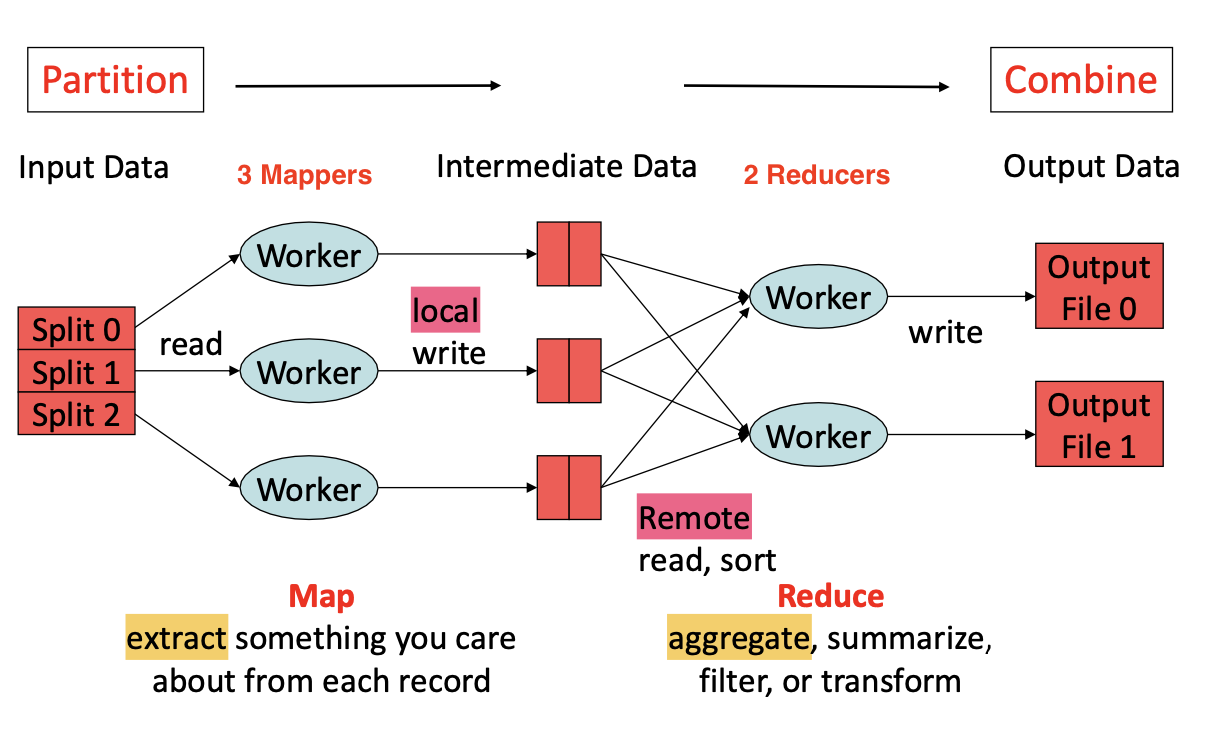 Partition
Combine
Input Data
3 Mappers
Intermediate Data
2 Reducers
Output Data
Worker
Split 0
Split 1
Split 2
read
Worker
Worker
local
write
Worker
Worker
write
Output
File 0
Output
File 1
Remote
read, sort
Map
extract something you care
about from each record
Reduce
aggregate, summarize,
filter, or transform